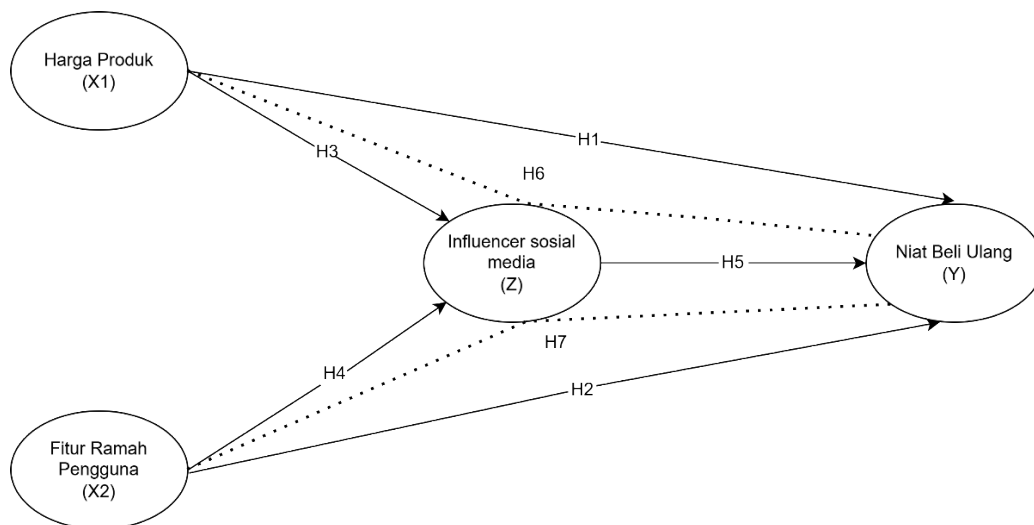 Harga Produk
(X1)
H1
H3
H6
Influencer sosial
media
(Z)
H5
Niat Beli Ulang
(Y)
H7
H4
H2
Fitur Ramah
Pengguna
(X2)